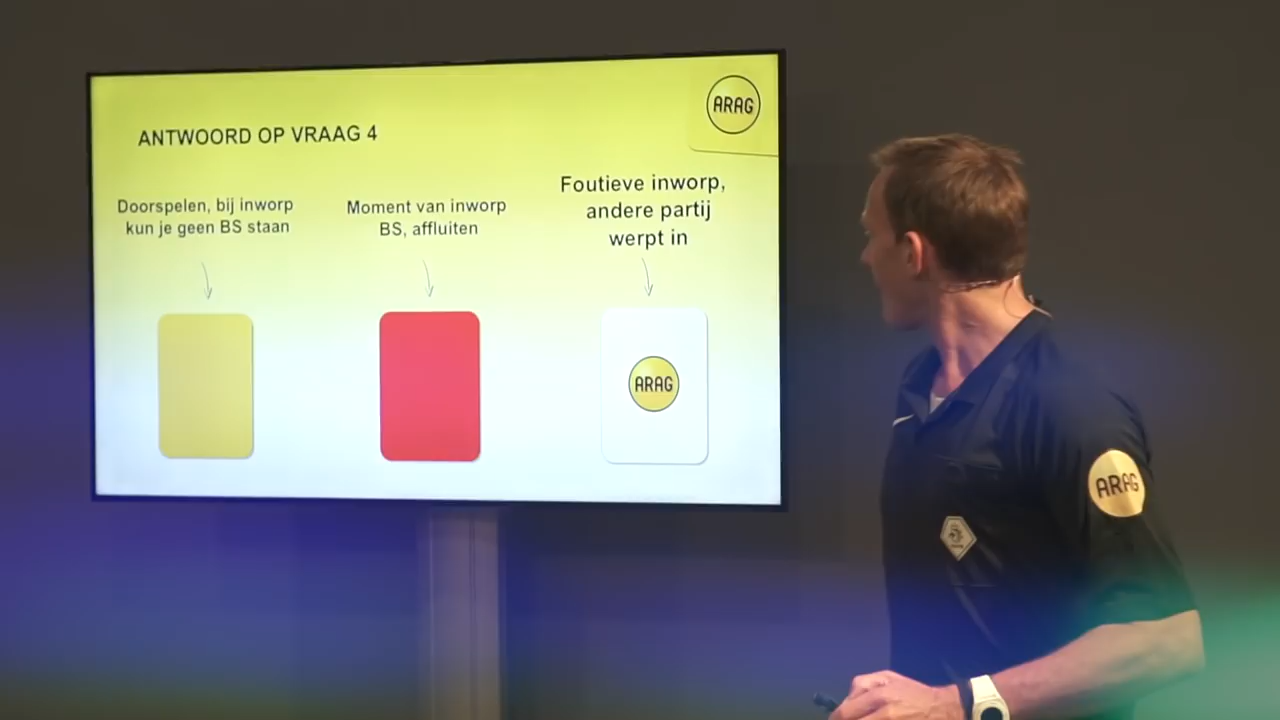 ARAG
ANTWOORD OP VRAAG 4
Doorspelen, bij inworp
kun je geen BS staan
Moment van inworp
BS, affluiten
Foutieve inworp,
andere partij
werpt in
ARAG
ARAG